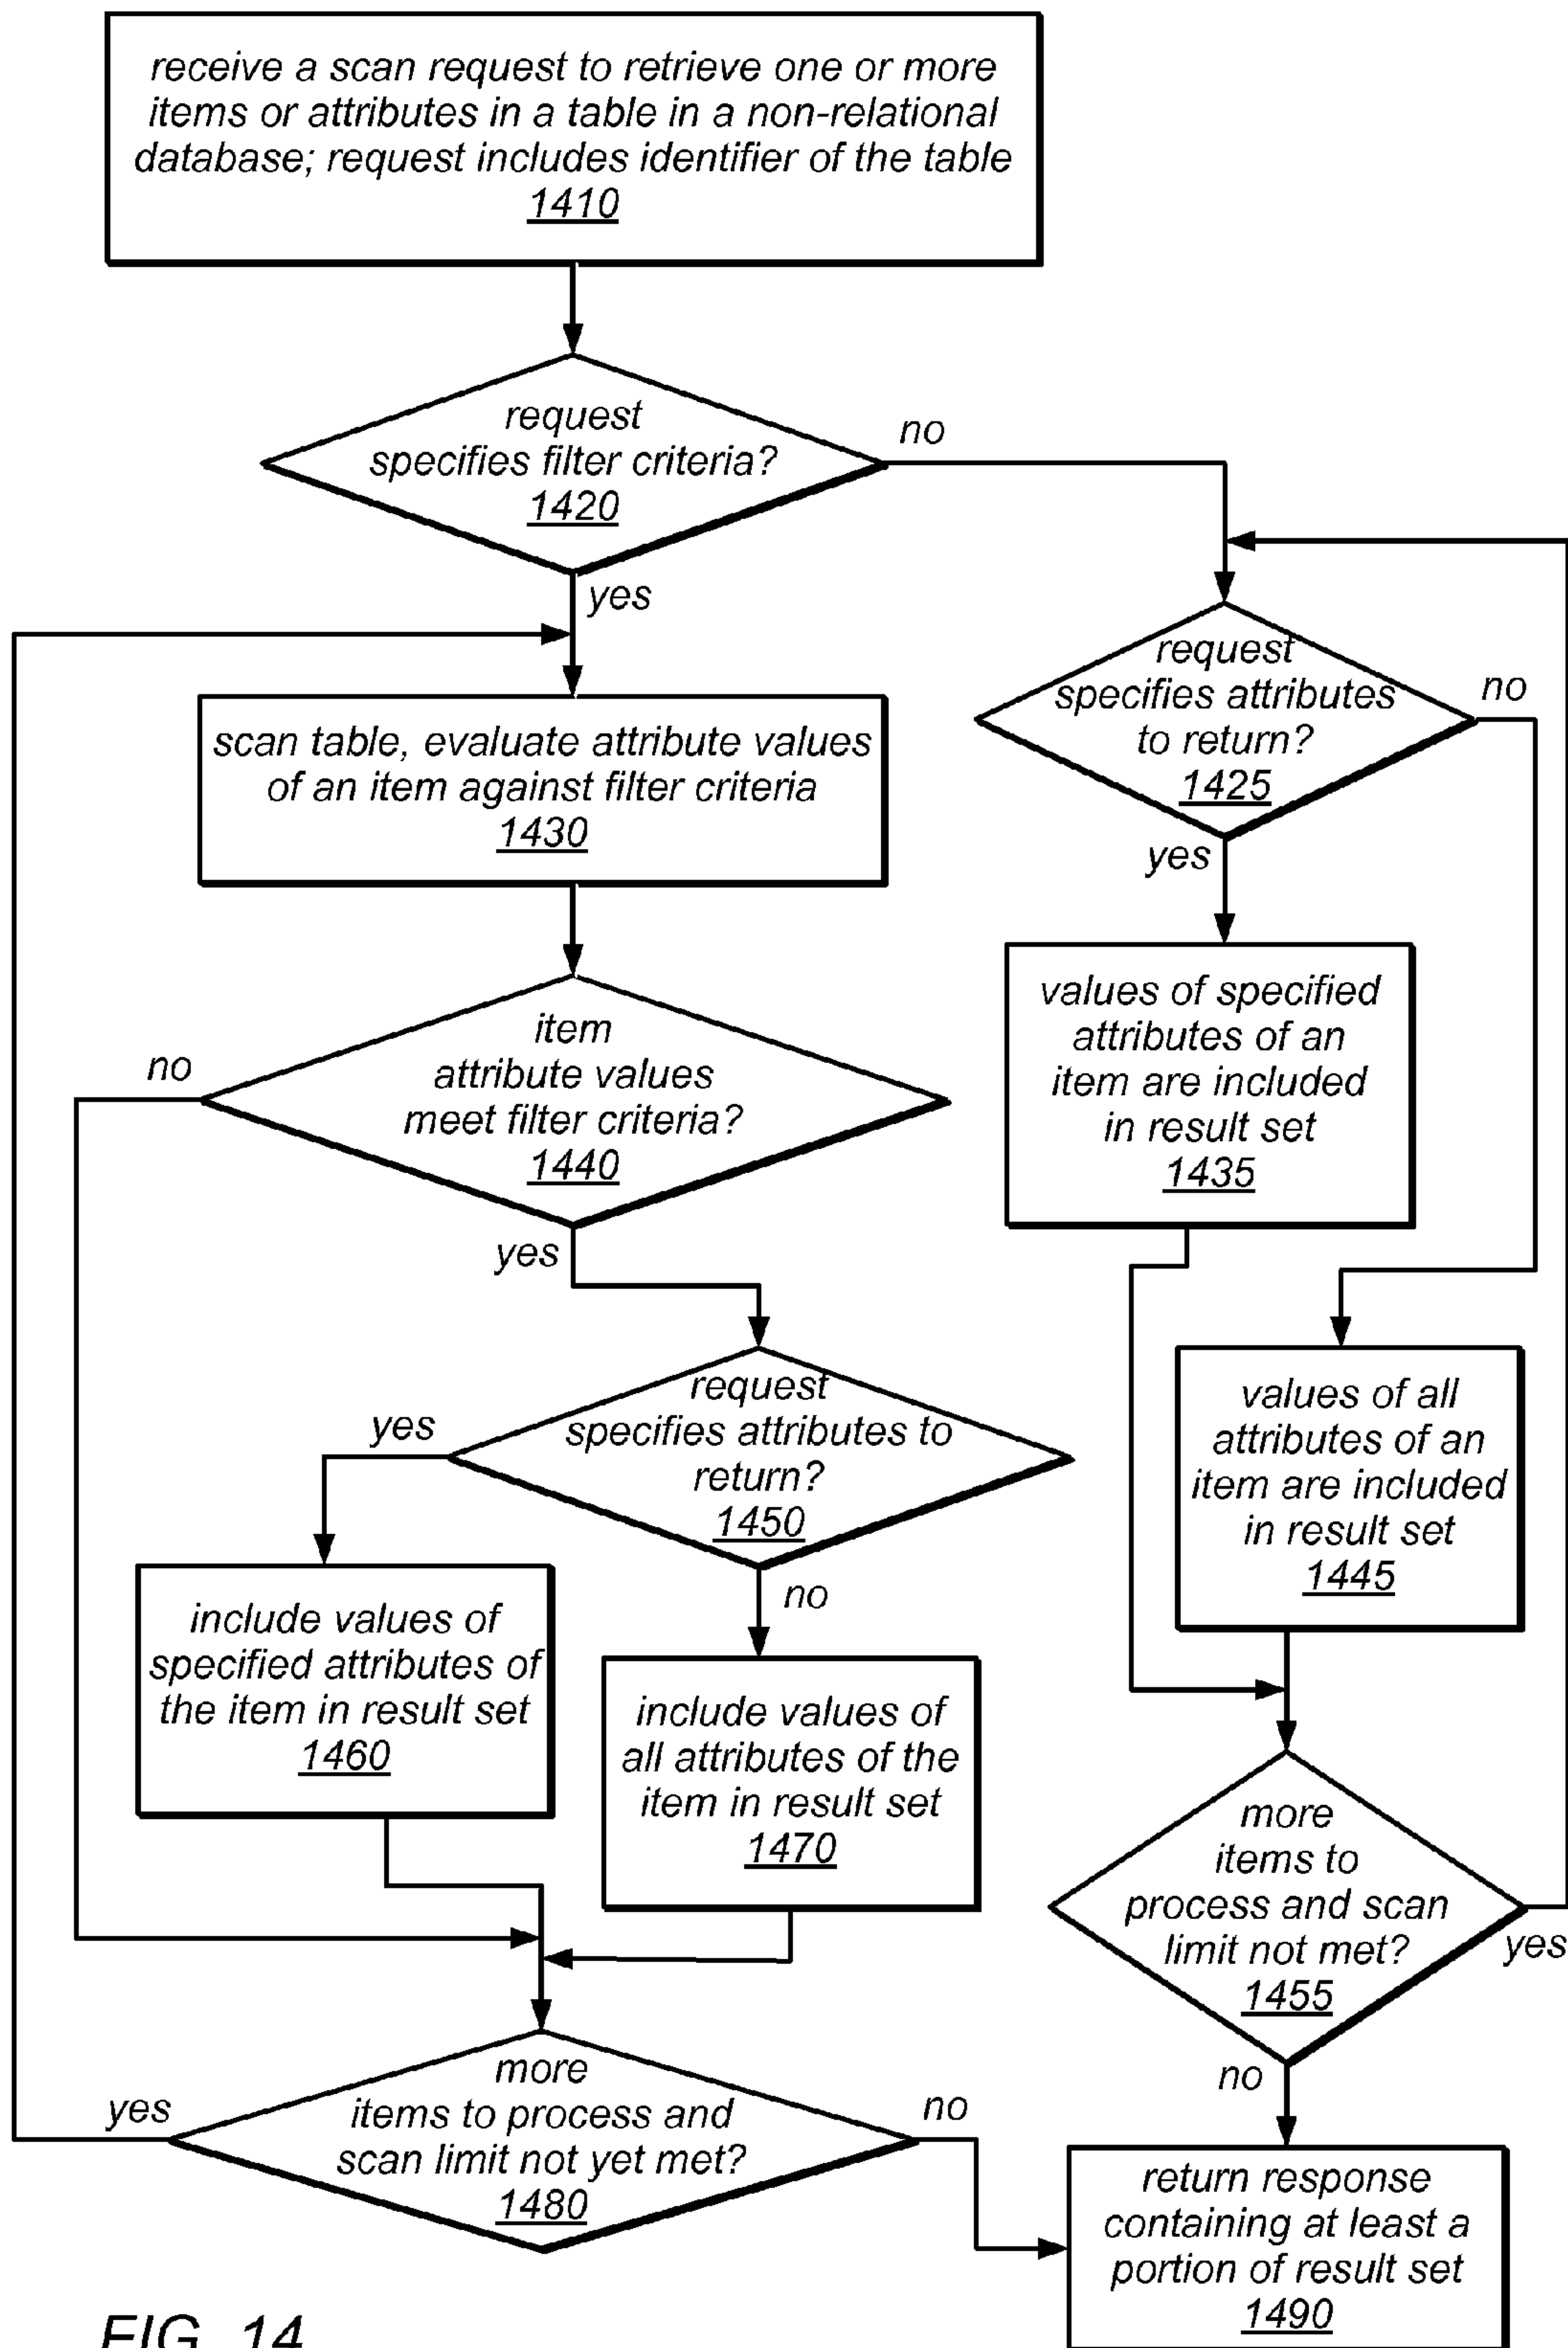 receive a scan request to retrieve one or more
items or attributes in a table in a non-relational
database; request includes identifier of the table
1410
request
specifies filter criteria?
1420
no
yes
request
specifies attributes
to return?
1425
no
yes
scan table, evaluate attribute values
of an item against filter criteria
1430
values of specified
attributes of an
item are included
in result set
1435
item
attribute values
meet filter criteria?
1440
no
yes
request
specifies attributes to
return?
1450
yes
no
values of all
attributes of an
item are included
in result set
1445
include values of
specified attributes of
the item in result set
1460
include values of
all attributes of the
item in result set
1470
more
items to
process and scan
limit not met?
1455
yes
no
more
items to process and
scan limit not yet met?
1480
yes
no
return response
containing at least a
portion of result set
1490
FIG. 14